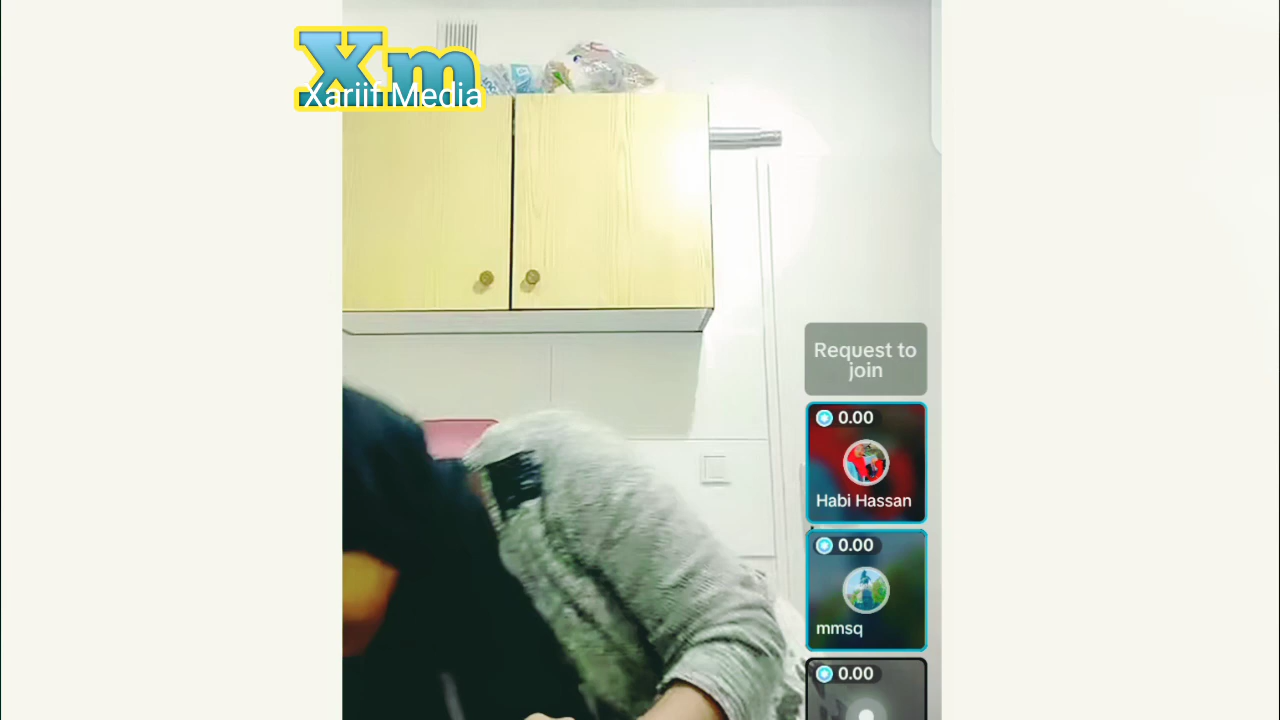 Xm
Xariif Media
Request to
join
0.00
Habi Hassan
0.00
mmsq
0.00